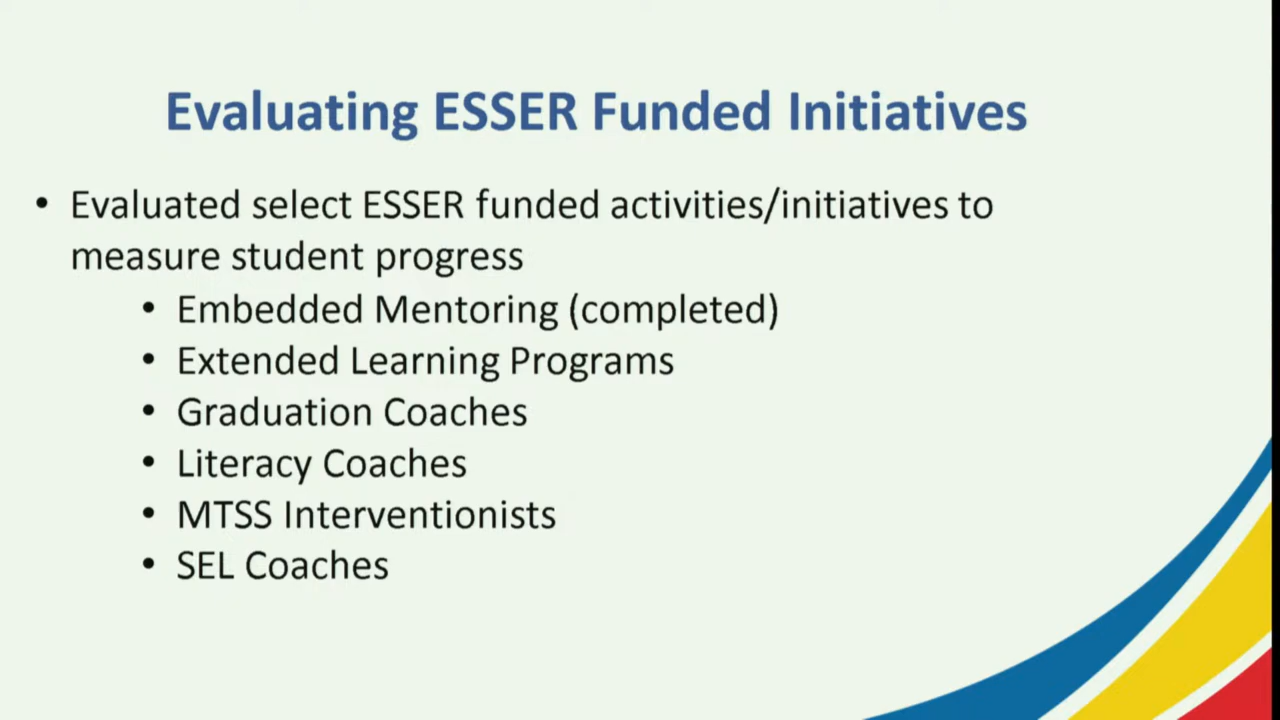 Evaluating ESSER Funded Initiatives
• Evaluated select ESSER funded activities/initiatives to
measure student progress
• Embedded Mentoring (completed)
• Extended Learning Programs
• Graduation Coaches
• Literacy Coaches
• MTSS Interventionists
• SEL Coaches